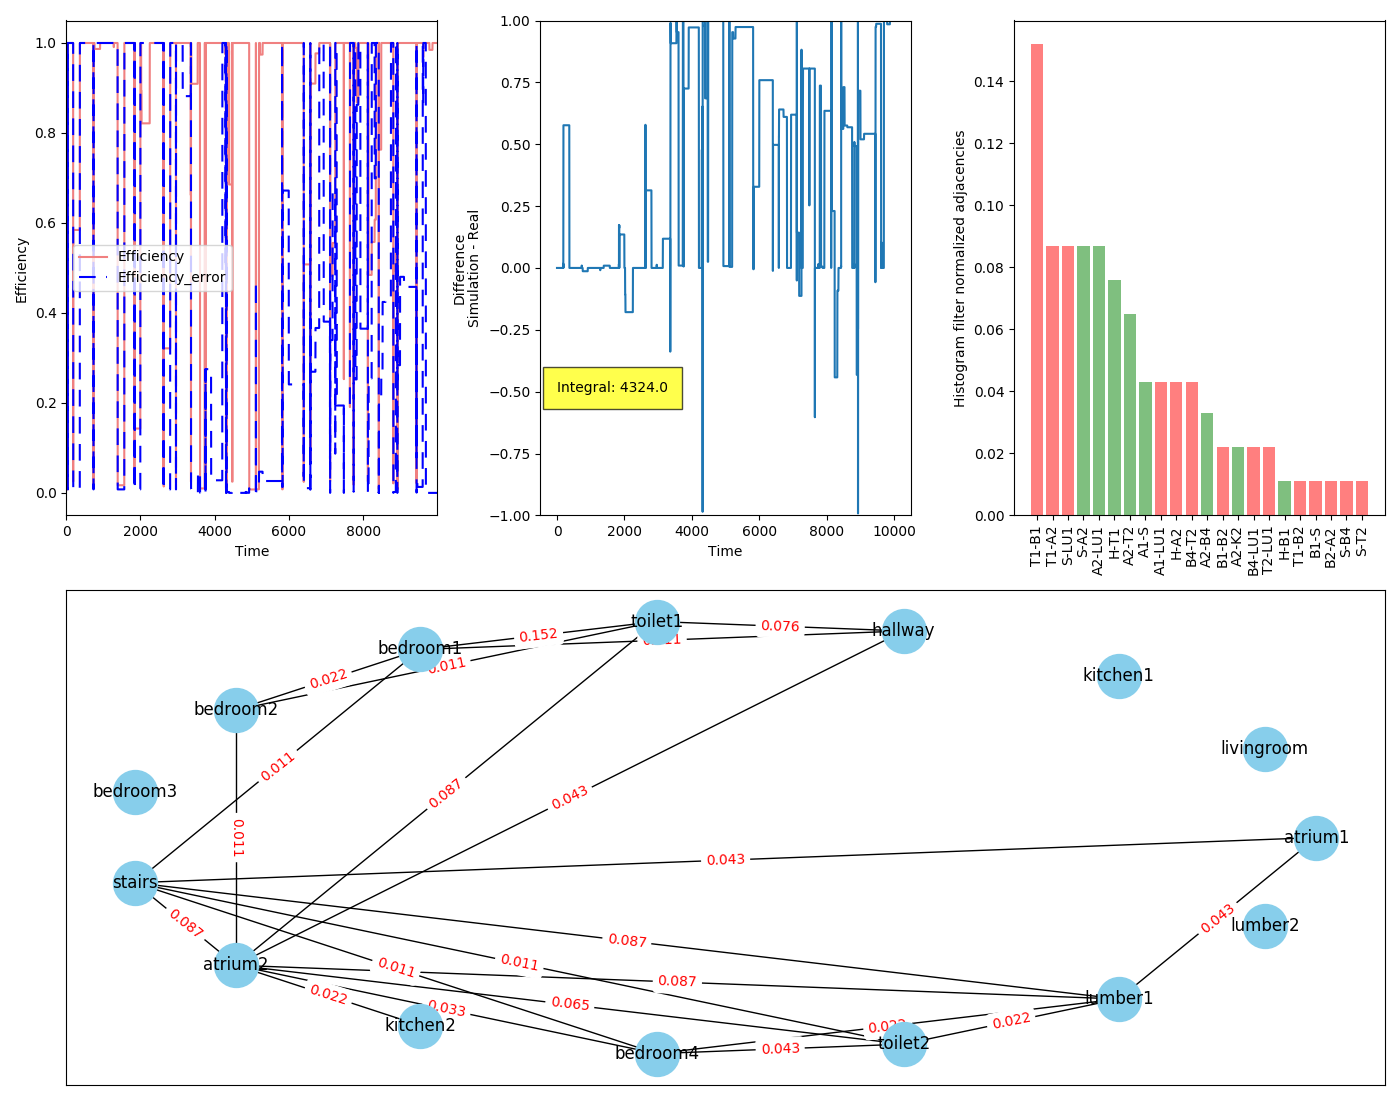 Efficiency
1.0
0.8
0.6
0.4
0.2
0.0
Efficiency
Efficiency_error
0
2000
4000
6000
8000
Time
Difference
Simulation - Real
1.00
0.75
0.50
0.25
0.00
−0.25
−0.50
−0.75
−1.00
Integral: 4324.0
0
2000
4000
6000
8000
10000
Time
Histogram filter normalized adjacencies
0.14
0.12
0.10
0.08
0.06
0.04
0.02
0.00
T1-B1
T1-A2
S-LU1
S-A2
A2-LU1
H-T1
A2-T2
A1-S
A1-LU1
H-A2
B4-T2
A2-B4
B1-B2
A2-K2
B4-LU1
T2-LU1
H-B1
T1-B2
B1-S
B2-A2
S-B4
S-T2
toilet1
hallway
bedroom1
0.152
0.076
0.011
0.022
kitchen1
bedroom2
livingroom
0.011
bedroom3
0.087
0.043
0.011
atrium1
0.043
stairs
0.087
0.043
lumber2
0.087
atrium2
0.011
0.011
0.087
0.022
0.033
0.065
lumber1
kitchen2
0.022
toilet2
bedroom4
0.043